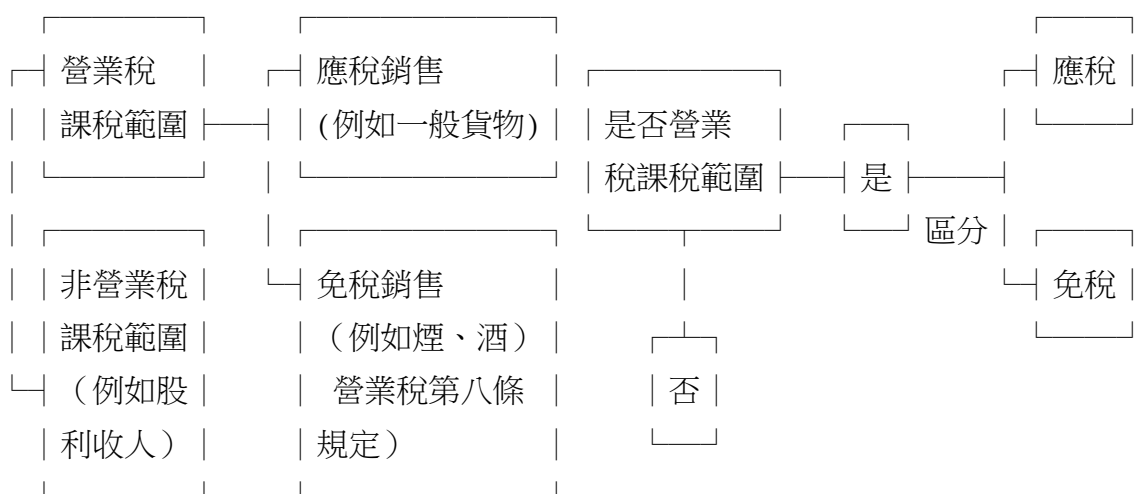 營業稅
課稅範圍
非營業稅
課稅範圍
（例如股
利收人）
應稅銷售
(例如一般貨物)
免稅銷售
（例如煙、酒）
營業稅第八條
規定）
是否營業
稅課稅範圍
否
是
區分
應稅
免稅